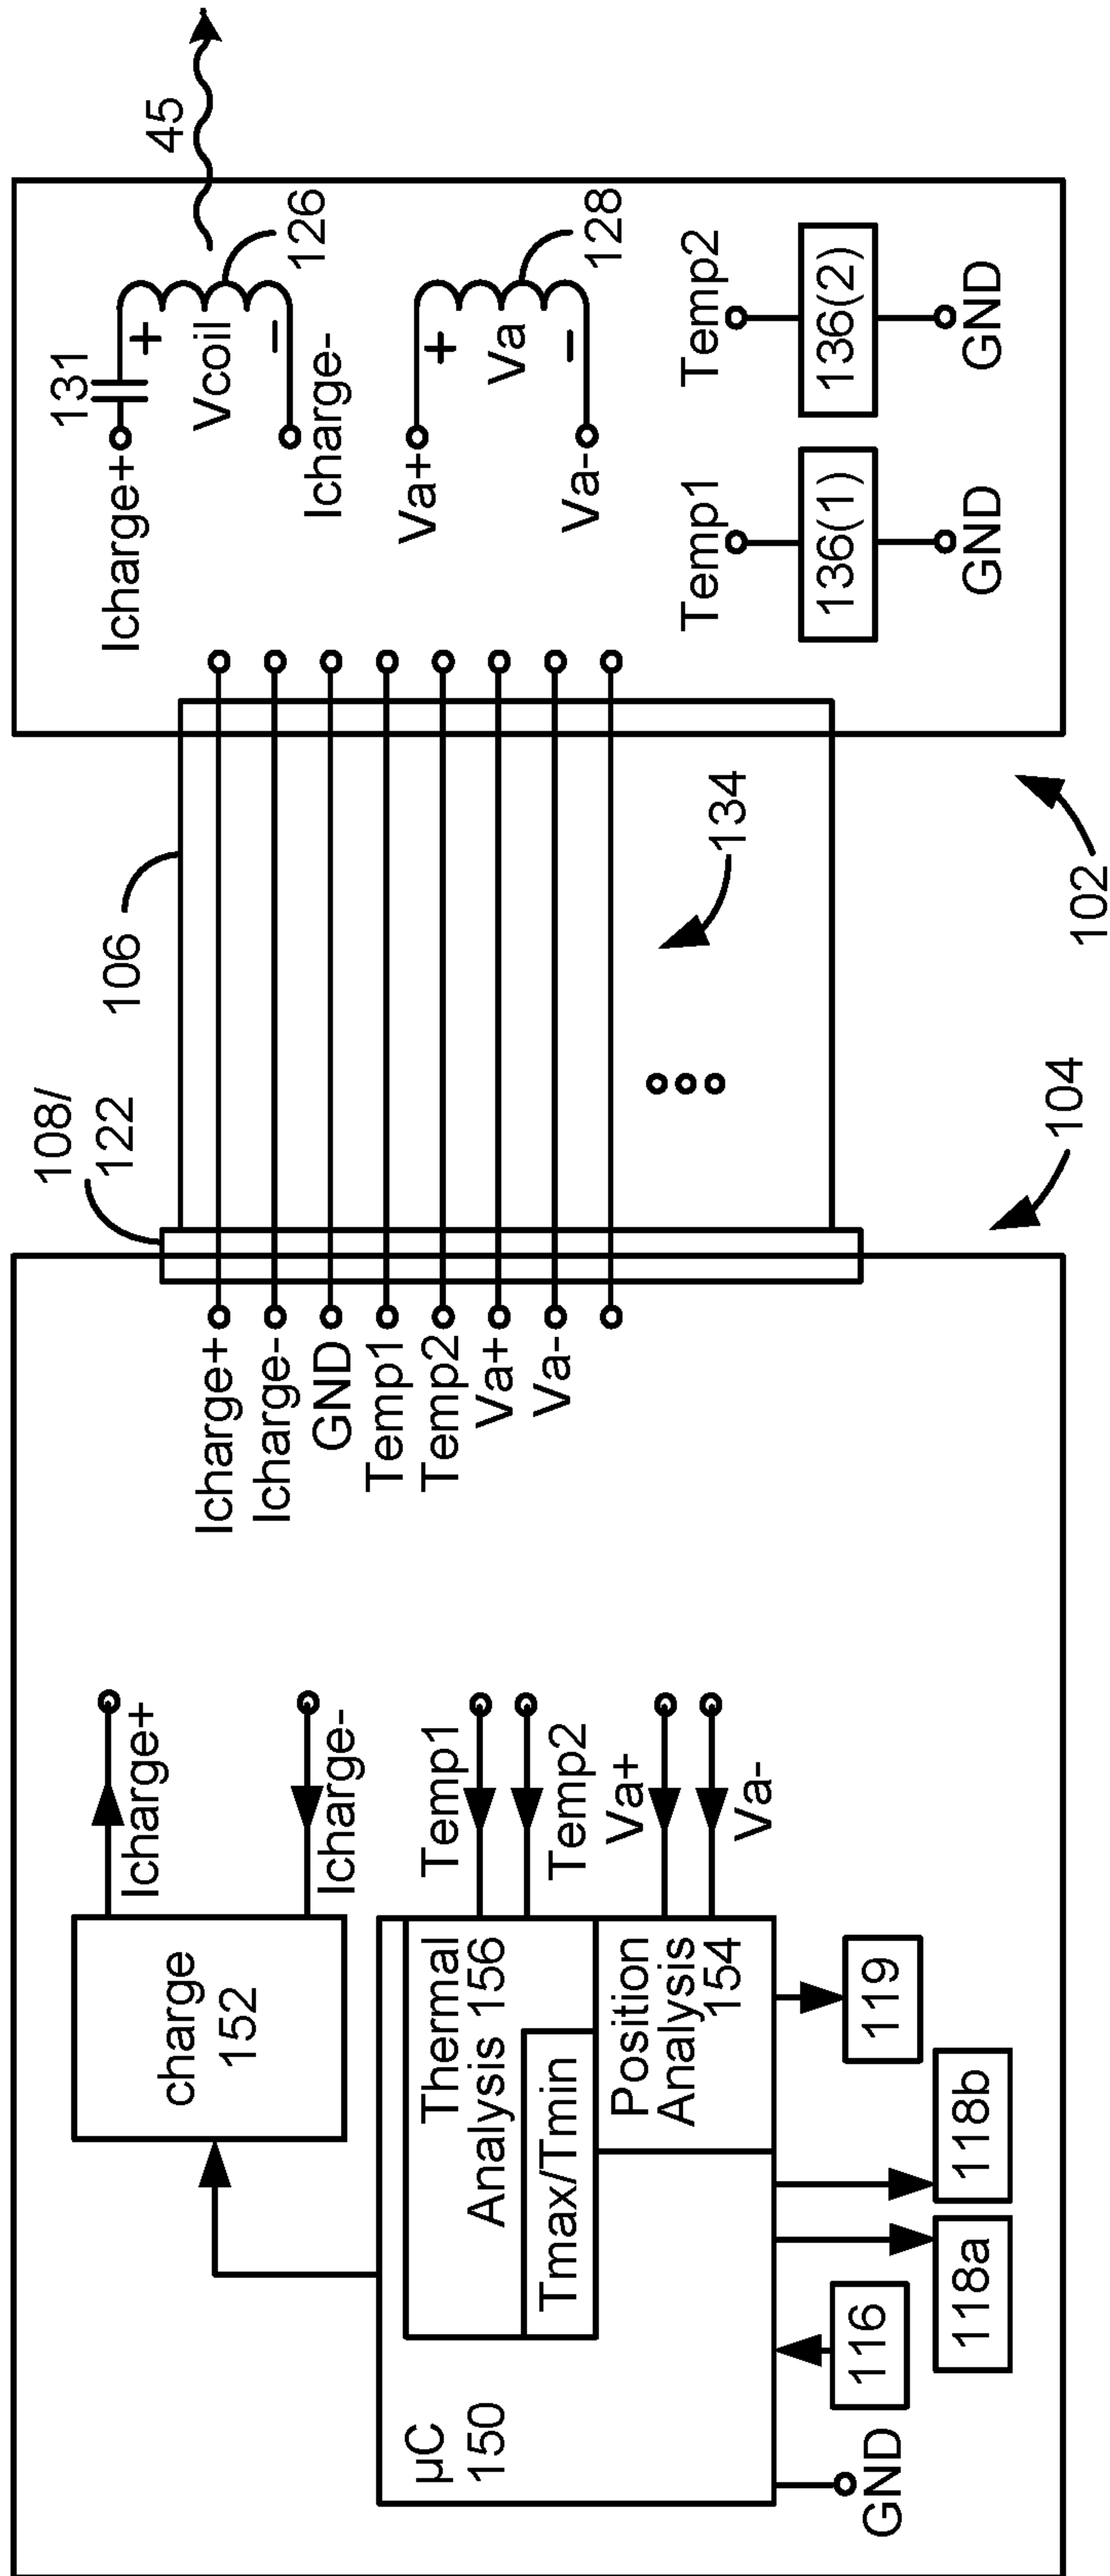 charge
152
Icharge+
Icharge-
µC
150
Thermal
Analysis 156
Tmax/Tmin
Position
Analysis
154
Temp1
Temp2
Va+
Va-
GND
116
118a
118b
119
Icharge+
Icharge-
GND
Temp1
Temp2
Va+
Va-
108/
122
106
134
104
102
Icharge+
131
+
Vcoil
–
Icharge-
126
45
Va+
+
Va
–
Va-
128
Temp1
136(1)
GND
Temp2
136(2)
GND